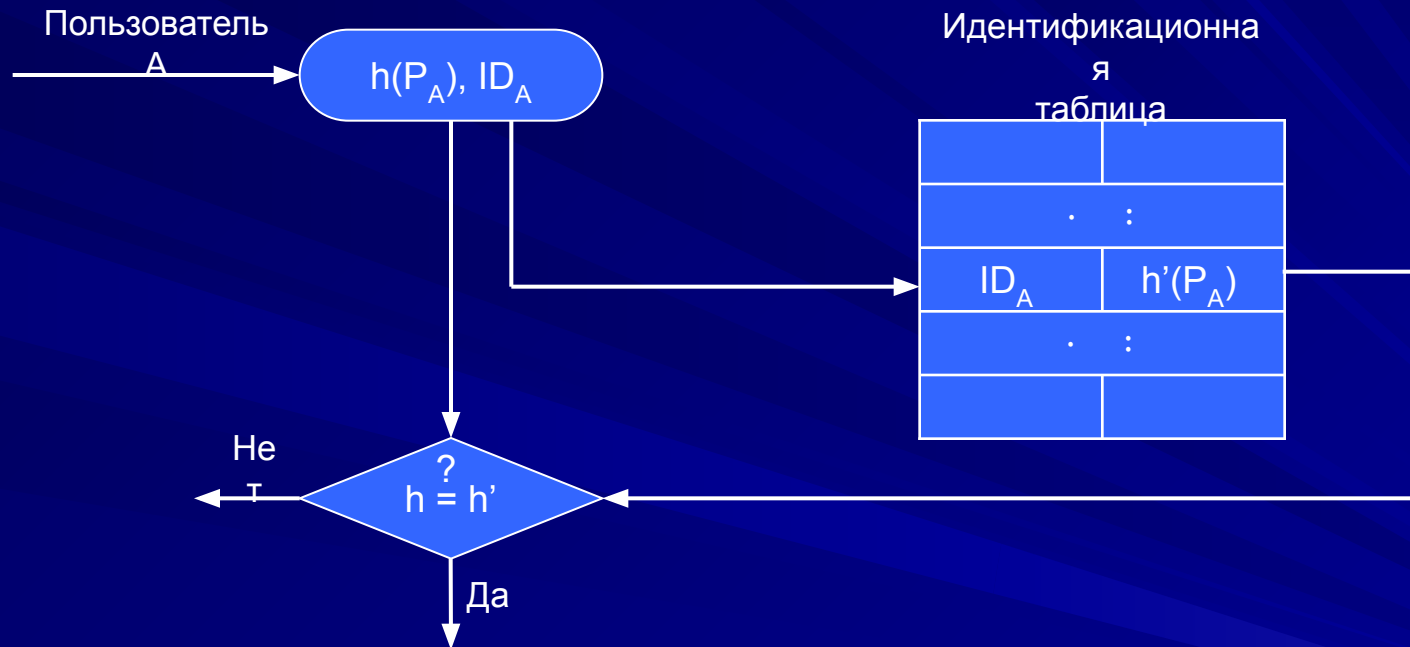 Пользователь
А
h(P_A), ID_A
Идентификационна
я
таблица
. :
ID_A h’(P_A)
. :
Не
т
?
h = h’
Да